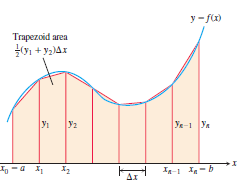 y = f(x)
Trapezoid area
½(y₁ + y₂)Δx
y₁ y₂ yₙ₋₁ yₙ
x₀ = a x₁ x₂ xₙ₋₁ xₙ = b x
Δx